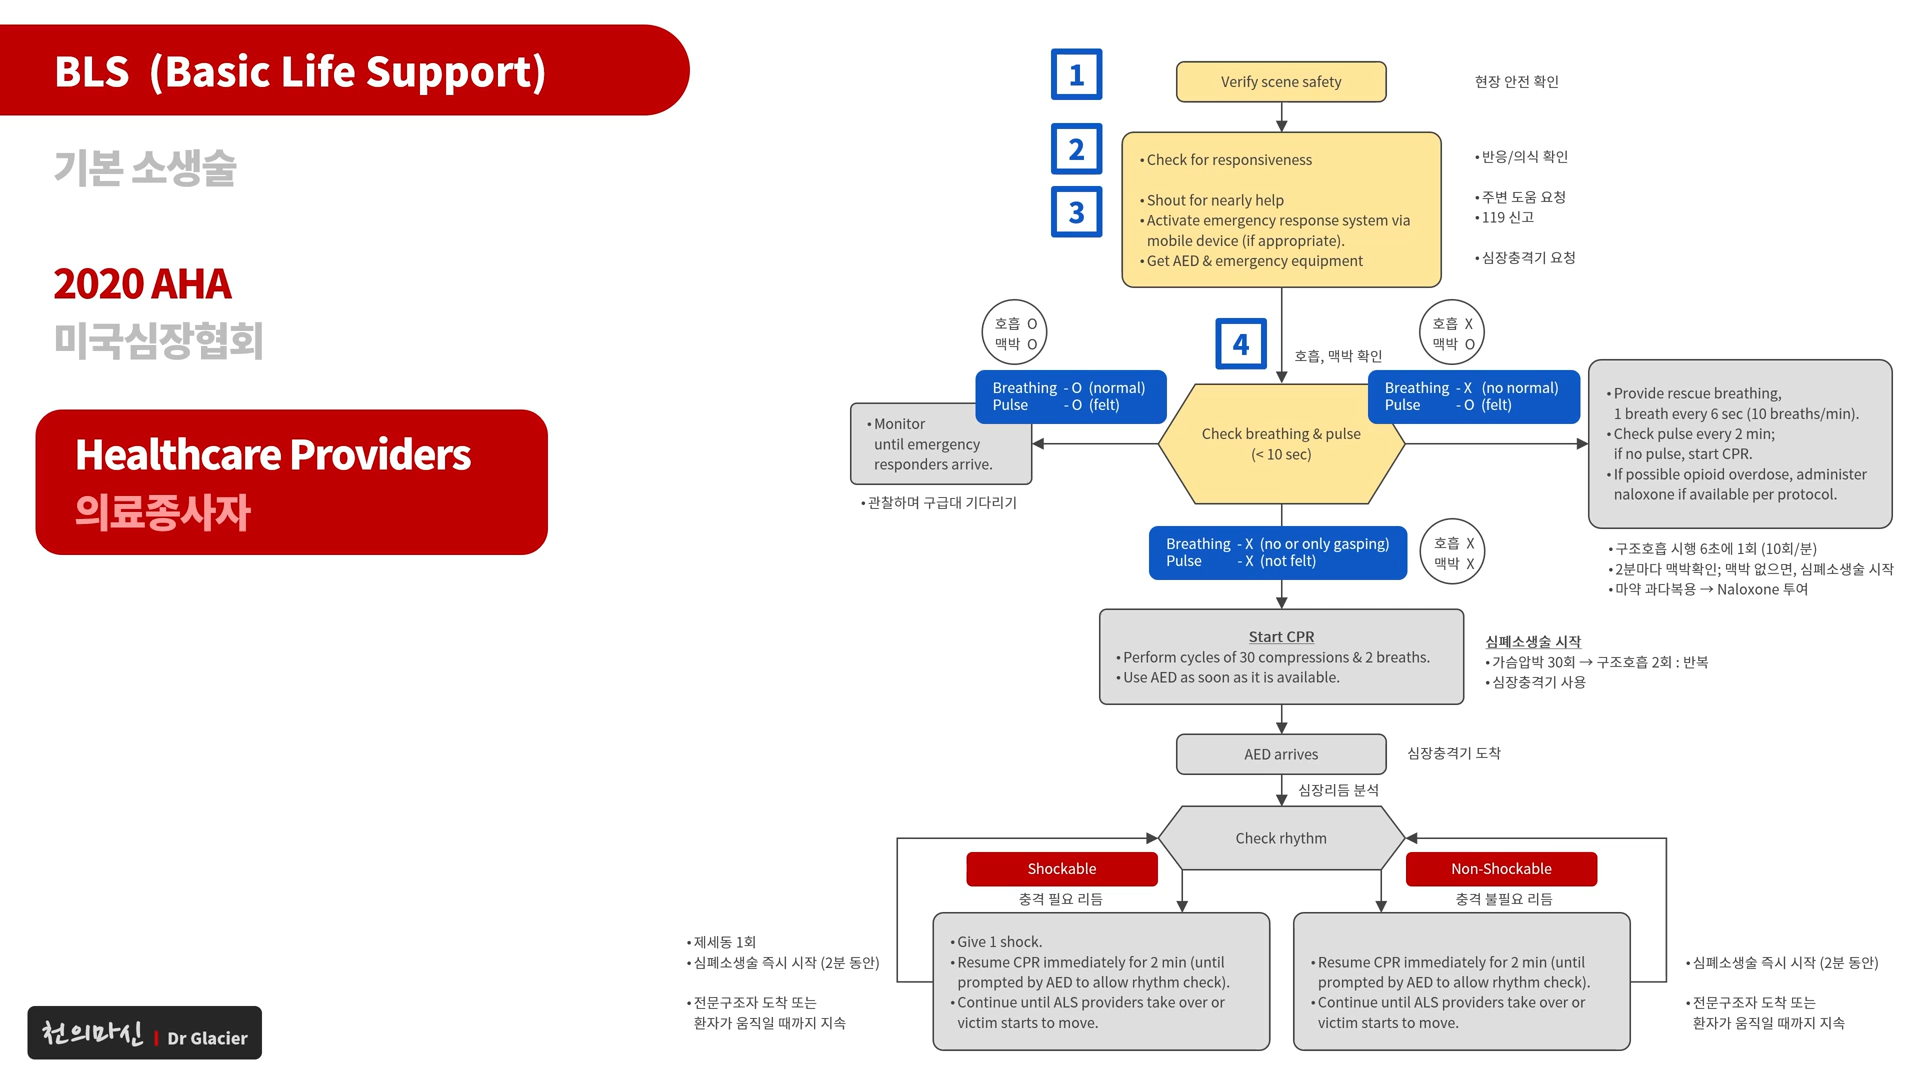 BLS (Basic Life Support)
기본 소생술
2020 AHA
미국심장협회
Healthcare Providers
의료종사자
1
Verify scene safety
현장 안전 확인
2
3
• Check for responsiveness
• Shout for nearly help
• Activate emergency response system via
mobile device (if appropriate).
• Get AED & emergency equipment
• 반응/의식 확인
• 주변 도움 요청
• 119 신고
• 심장충격기 요청
호흡 O
맥박 O
4
호흡, 맥박 확인
호흡 X
맥박 O
Breathing - O (normal)
Pulse - O (felt)
Breathing - X (no normal)
Pulse - O (felt)
• Monitor
until emergency
responders arrive.
• 관찰하며 구급대 기다리기
Check breathing & pulse
(< 10 sec)
• Provide rescue breathing,
1 breath every 6 sec (10 breaths/min).
• Check pulse every 2 min;
if no pulse, start CPR.
• If possible opioid overdose, administer
naloxone if available per protocol.
• 구조호흡 시행 6초에 1회 (10회/분)
• 2분마다 맥박확인; 맥박 없으면, 심폐소생술 시작
• 마약 과다복용 → Naloxone 투여
Breathing - X (no or only gasping)
Pulse - X (not felt)
호흡 X
맥박 X
Start CPR
• Perform cycles of 30 compressions & 2 breaths.
• Use AED as soon as it is available.
심폐소생술 시작
• 가슴압박 30회 → 구조호흡 2회 : 반복
• 심장충격기 사용
AED arrives
심장충격기 도착
심장리듬 분석
Check rhythm
Shockable
충격 필요 리듬
Non-Shockable
충격 불필요 리듬
• 제세동 1회
• 심폐소생술 즉시 시작 (2분 동안)
• 전문구조자 도착 또는
환자가 움직일 때까지 지속
• Give 1 shock.
• Resume CPR immediately for 2 min (until
prompted by AED to allow rhythm check).
• Continue until ALS providers take over or
victim starts to move.
• Resume CPR immediately for 2 min (until
prompted by AED to allow rhythm check).
• Continue until ALS providers take over or
victim starts to move.
• 심폐소생술 즉시 시작 (2분 동안)
• 전문구조자 도착 또는
환자가 움직일 때까지 지속
천의마신 | Dr Glacier